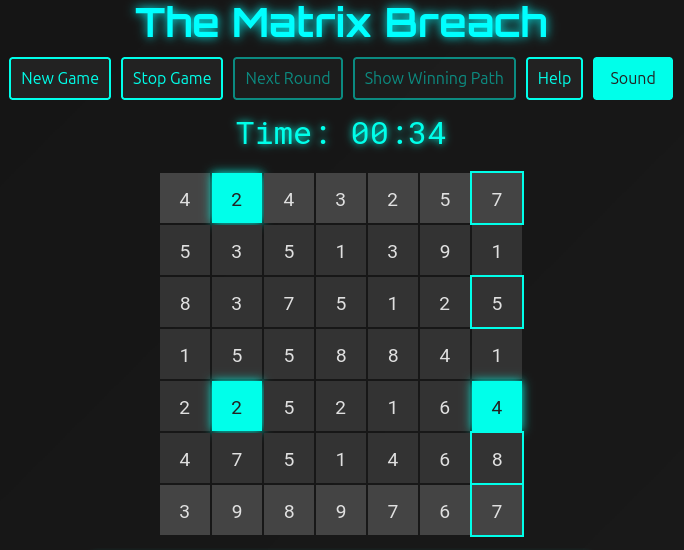 The Matrix Breach
New Game Stop Game Next Round Show Winning Path Help Sound
Time: 00:34
4 2 4 3 2 5 7
5 3 5 1 3 9 1
8 3 7 5 1 2 5
1 5 5 8 8 4 1
2 2 5 2 1 6 4
4 7 5 1 4 6 8
3 9 8 9 7 6 7